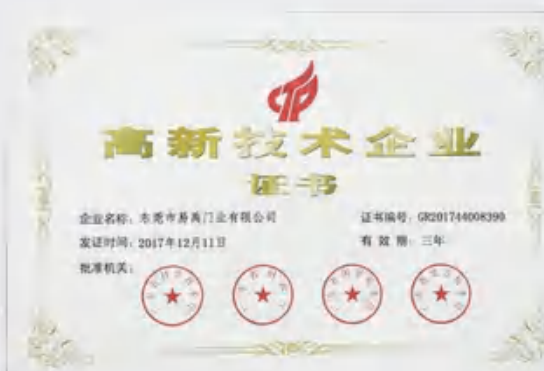 高新技术企业
证书
企业名称：东莞市易禹门业有限公司
证书编号：GR201744008390
发证时间：2017年12月11日
有效期：三年
批准机关：